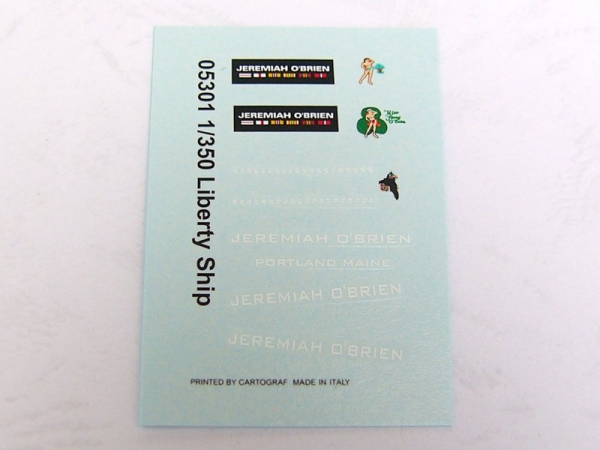 05301 1/350 Liberty Ship
JEREMIAH O'BRIEN
JEREMIAH O'BRIEN
JEREMIAH O'BRIEN
PORTLAND MAINE
JEREMIAH O'BRIEN
JEREMIAH O'BRIEN
PRINTED BY CARTOGRAF MADE IN ITALY